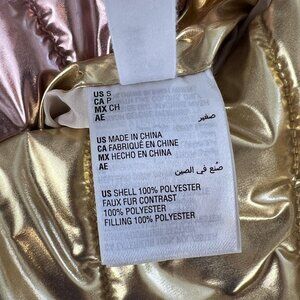 US S
CA P
MX CH
AE صغير
US MADE IN CHINA
CA FABRIQUÉ EN CHINE
MX HECHO EN CHINA
AE صُنع في الصين
US SHELL 100% POLYESTER
FAUX FUR CONTRAST
100% POLYESTER
FILLING 100% POLYESTER